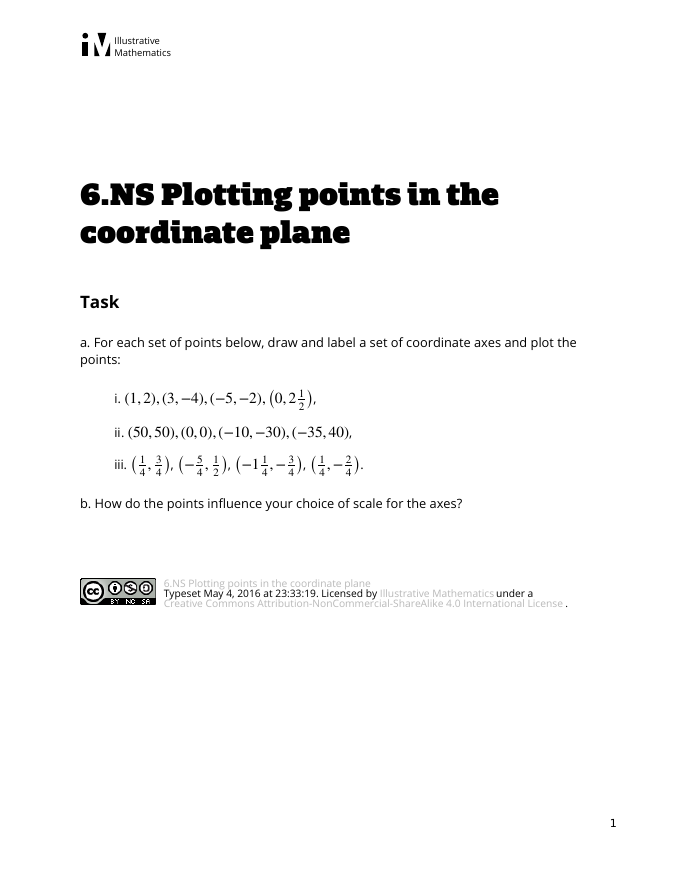 Illustrative
Mathematics
6.NS Plotting points in the
coordinate plane
Task
a. For each set of points below, draw and label a set of coordinate axes and plot the
points:
i. (1, 2), (3, −4), (−5, −2), (0, 2 1/2),
ii. (50, 50), (0, 0), (−10, −30), (−35, 40),
iii. (1/4, 3/4), (−5/4, 1/2), (−1 1/4, −3/4), (1/4, −2/4).
b. How do the points influence your choice of scale for the axes?
cc BY NC SA
6.NS Plotting points in the coordinate plane
Typeset May 4, 2016 at 23:33:19. Licensed by Illustrative Mathematics under a
Creative Commons Attribution-NonCommercial-ShareAlike 4.0 International License .
1